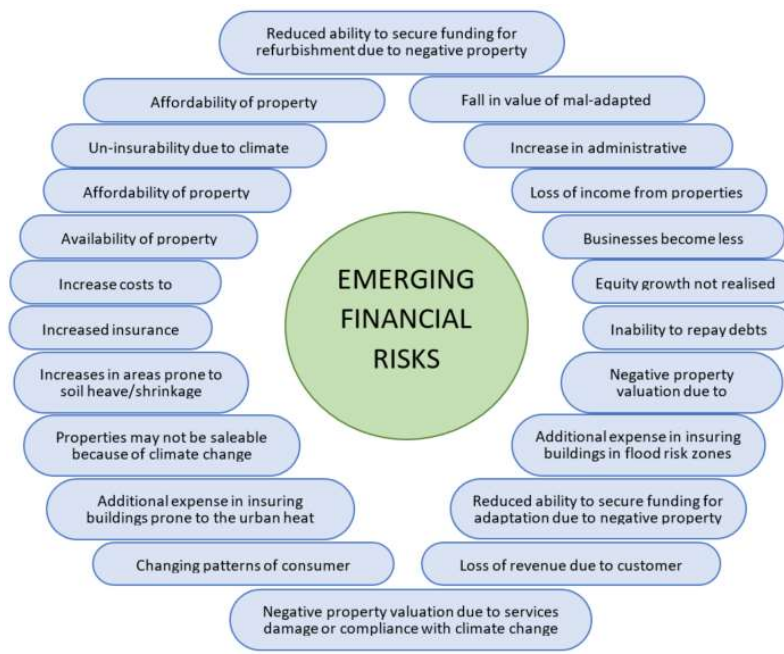 Reduced ability to secure funding for
refurbishment due to negative property
Affordability of property
Fall in value of mal-adapted
Un-insurability due to climate
Increase in administrative
Affordability of property
Loss of income from properties
Availability of property
Businesses become less
Increase costs to
Equity growth not realised
Increased insurance
Inability to repay debts
EMERGING
FINANCIAL
RISKS
Increases in areas prone to
soil heave/shrinkage
Negative property
valuation due to
Properties may not be saleable
because of climate change
Additional expense in insuring
buildings in flood risk zones
Additional expense in insuring
buildings prone to the urban heat
Reduced ability to secure funding for
adaptation due to negative property
Changing patterns of consumer
Loss of revenue due to customer
Negative property valuation due to services
damage or compliance with climate change